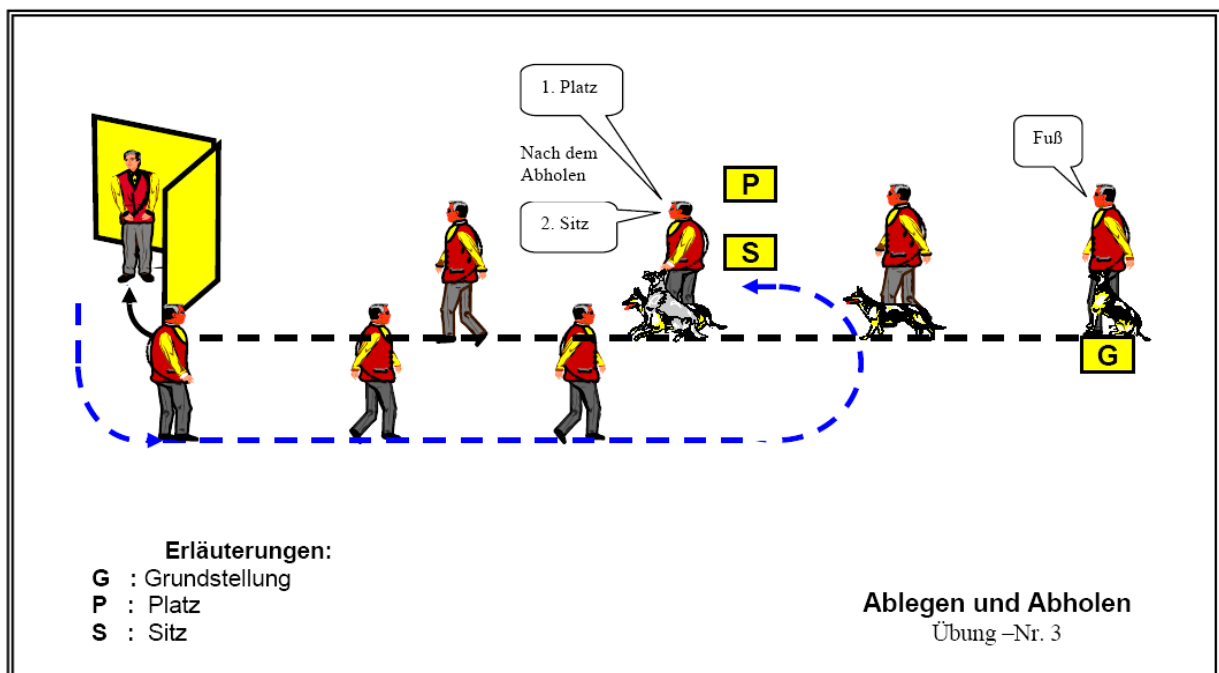 1. Platz
Nach dem
Abholen
2. Sitz
P
S
Fuß
G
Erläuterungen:
G : Grundstellung
P : Platz
S : Sitz
Ablegen und Abholen
Übung –Nr. 3